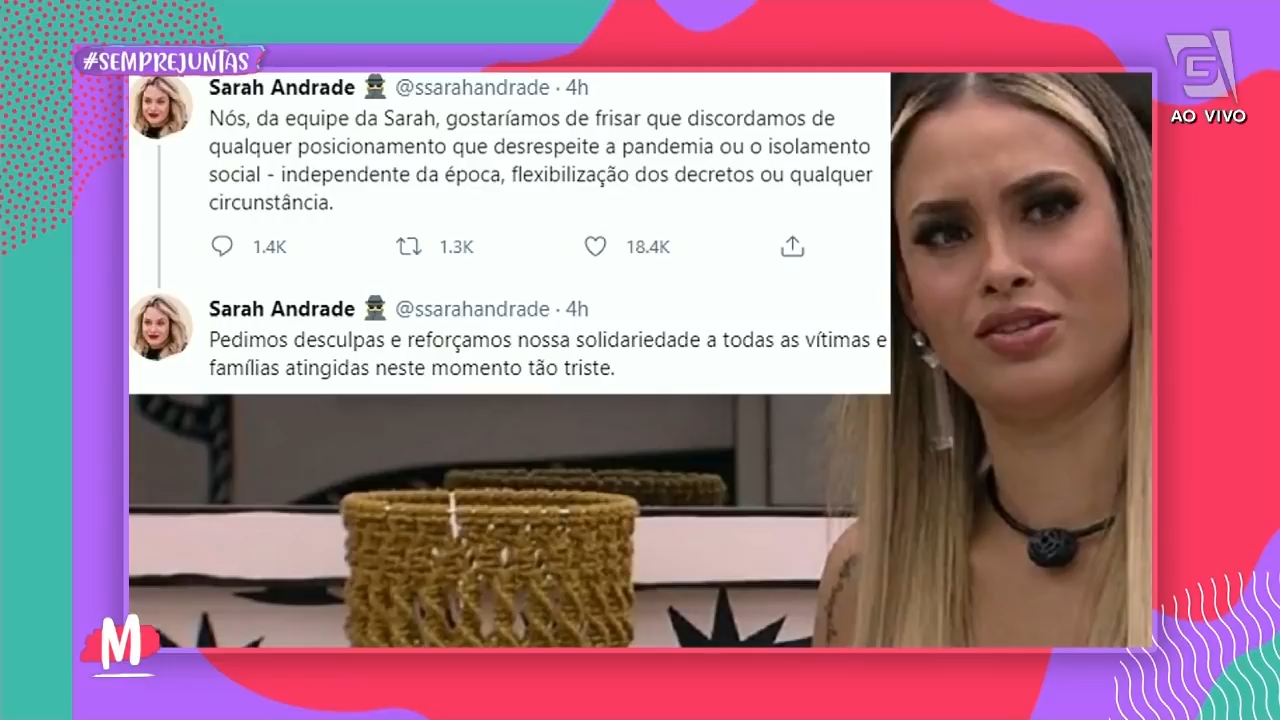 #SEMPREJUNTAS
Sarah Andrade @ssarahandrade · 4h
Nós, da equipe da Sarah, gostaríamos de frisar que discordamos de
qualquer posicionamento que desrespeite a pandemia ou o isolamento
social - independente da época, flexibilização dos decretos ou qualquer
circunstância.
1.4K 1.3K 18.4K
Sarah Andrade @ssarahandrade · 4h
Pedimos desculpas e reforçamos nossa solidariedade a todas as vítimas e
famílias atingidas neste momento tão triste.
G
AO VIVO
M